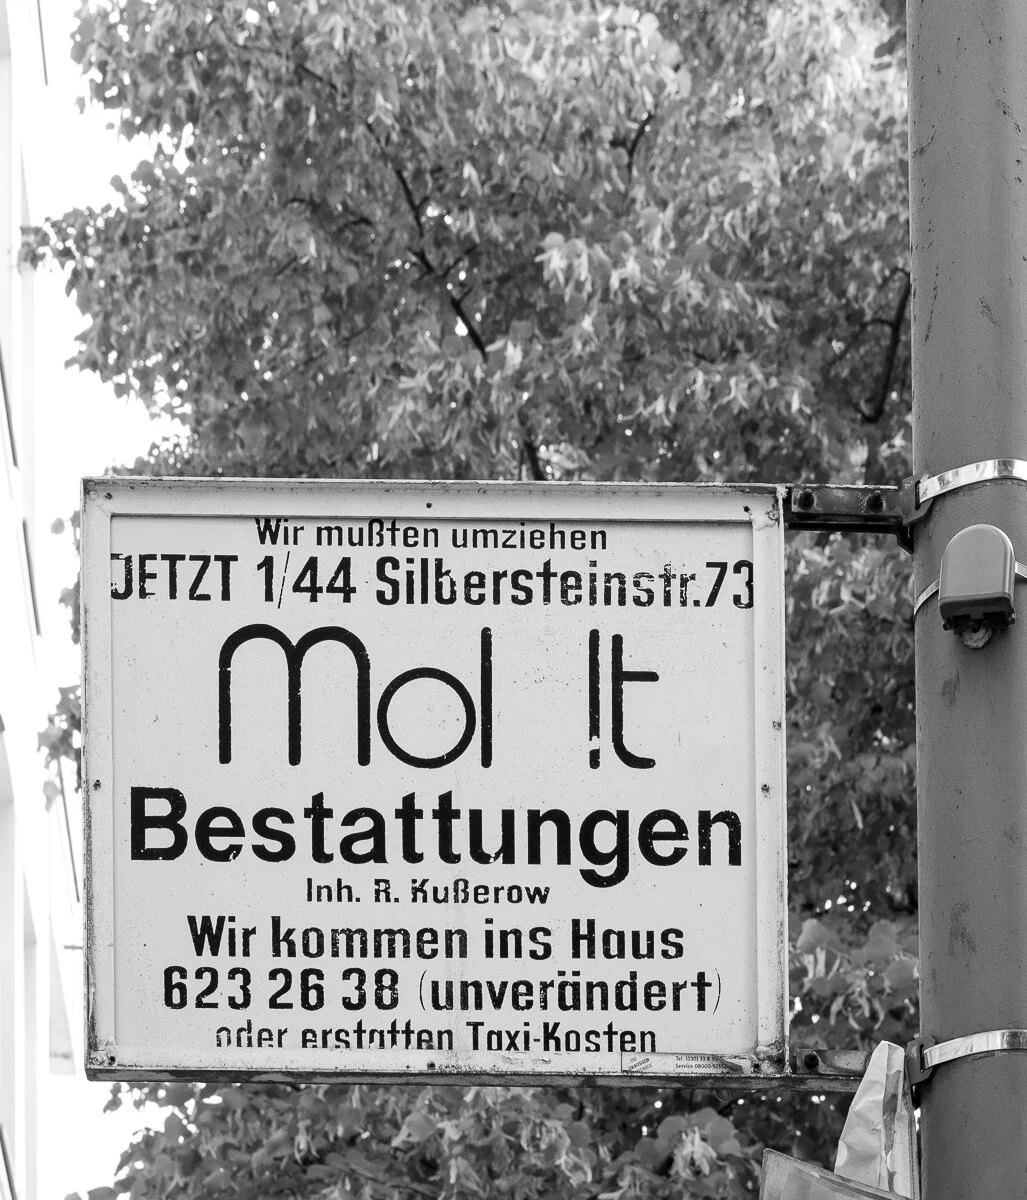 Wir mußten umziehen
JETZT 1/44 Silbersteinstr.73
Mol
Bestattungen
Inh. R. Kußerow
Wir kommen ins Haus
623 26 38 (unverändert)
oder erstatten Taxi-Kosten